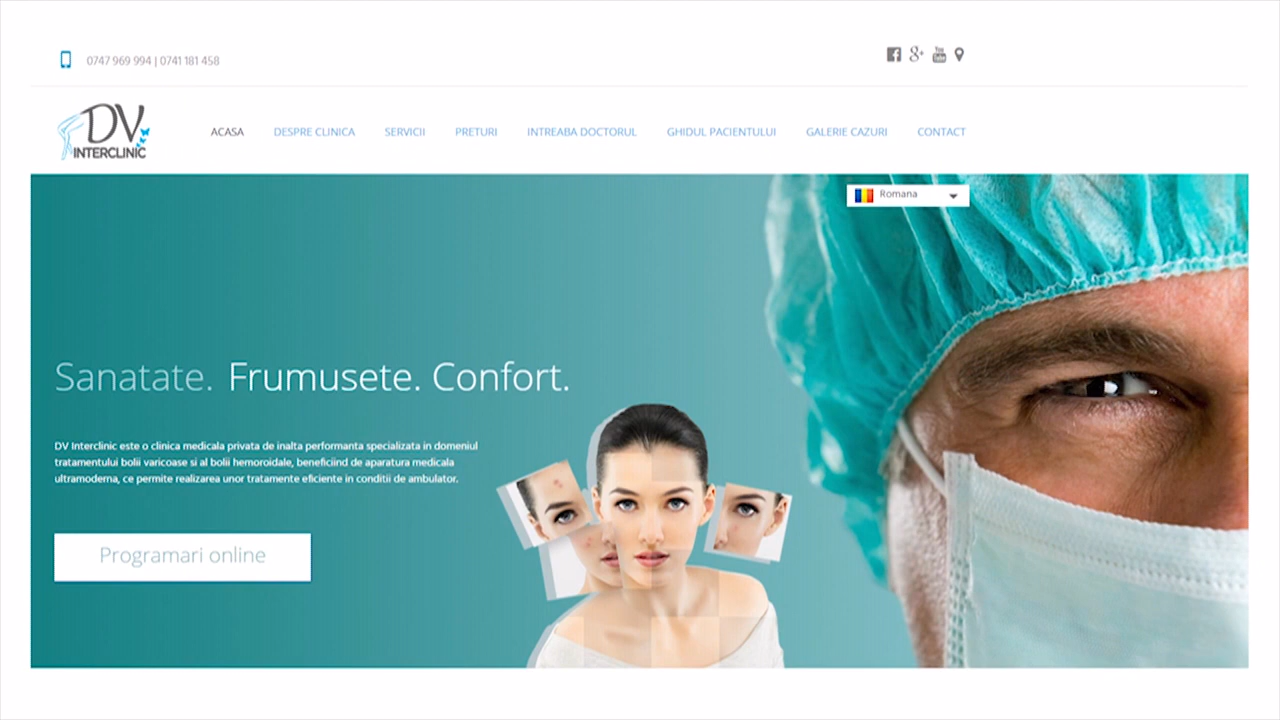 0747 969 994 | 0741 181 458
g+ You Tube
DV INTERCLINIC
ACASA DESPRE CLINICA SERVICII PRETURI INTREABA DOCTORUL GHIDUL PACIENTULUI GALERIE CAZURI CONTACT
Romana
Sanatate. Frumusete. Confort.
DV Interclinic este o clinica medicala privata de inalta performanta specializata in domeniul
tratamentului bolii varicoase si al bolii hemoroidale, beneficiind de aparatura medicala
ultramoderna, ce permite realizarea unor tratamente eficiente in conditii de ambulator.
Programari online